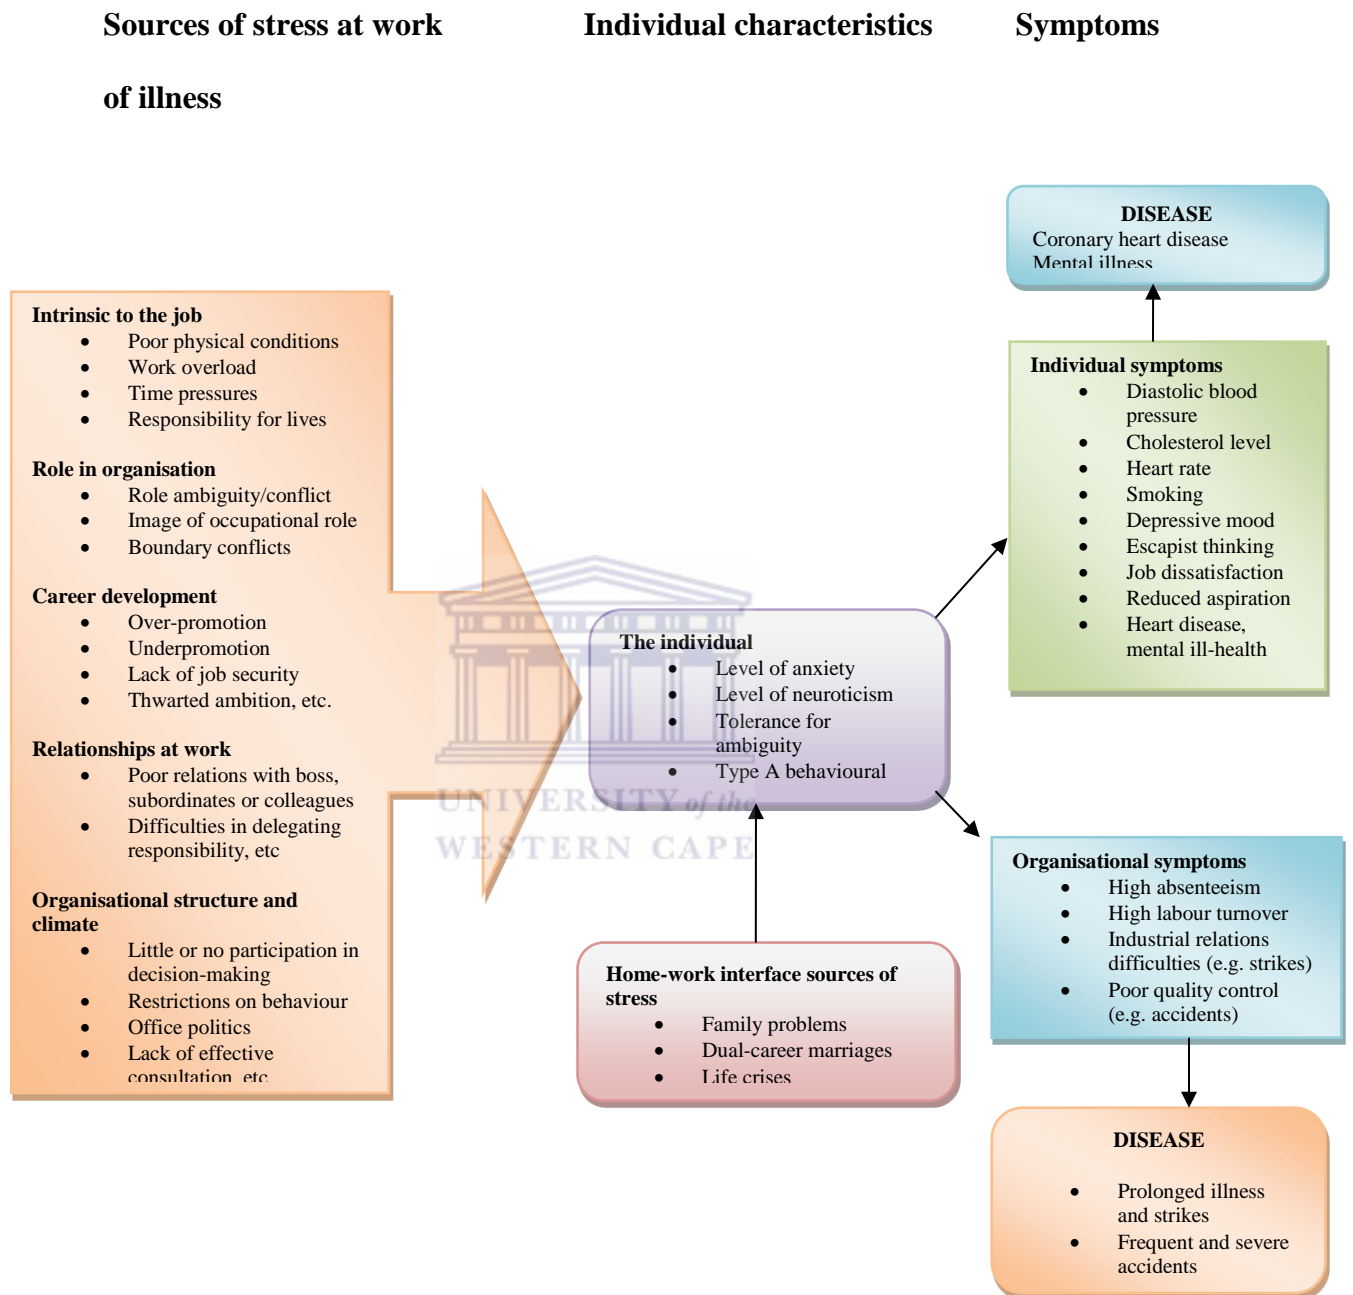 Sources of stress at work Individual characteristics Symptoms
of illness
DISEASE
Coronary heart disease
Mental illness
Intrinsic to the job
• Poor physical conditions
• Work overload
• Time pressures
• Responsibility for lives
Role in organisation
• Role ambiguity/conflict
• Image of occupational role
• Boundary conflicts
Career development
• Over-promotion
• Underpromotion
• Lack of job security
• Thwarted ambition, etc.
Relationships at work
• Poor relations with boss,
subordinates or colleagues
• Difficulties in delegating
responsibility, etc
Organisational structure and
climate
• Little or no participation in
decision-making
• Restrictions on behaviour
• Office politics
• Lack of effective
consultation, etc
The individual
• Level of anxiety
• Level of neuroticism
• Tolerance for
ambiguity
• Type A behavioural
UNIVERSITY of the
WESTERN CAPE
Home-work interface sources of
stress
• Family problems
• Dual-career marriages
• Life crises
Individual symptoms
• Diastolic blood
pressure
• Cholesterol level
• Heart rate
• Smoking
• Depressive mood
• Escapist thinking
• Job dissatisfaction
• Reduced aspiration
• Heart disease,
mental ill-health
Organisational symptoms
• High absenteeism
• High labour turnover
• Industrial relations
difficulties (e.g. strikes)
• Poor quality control
(e.g. accidents)
DISEASE
• Prolonged illness
and strikes
• Frequent and severe
accidents